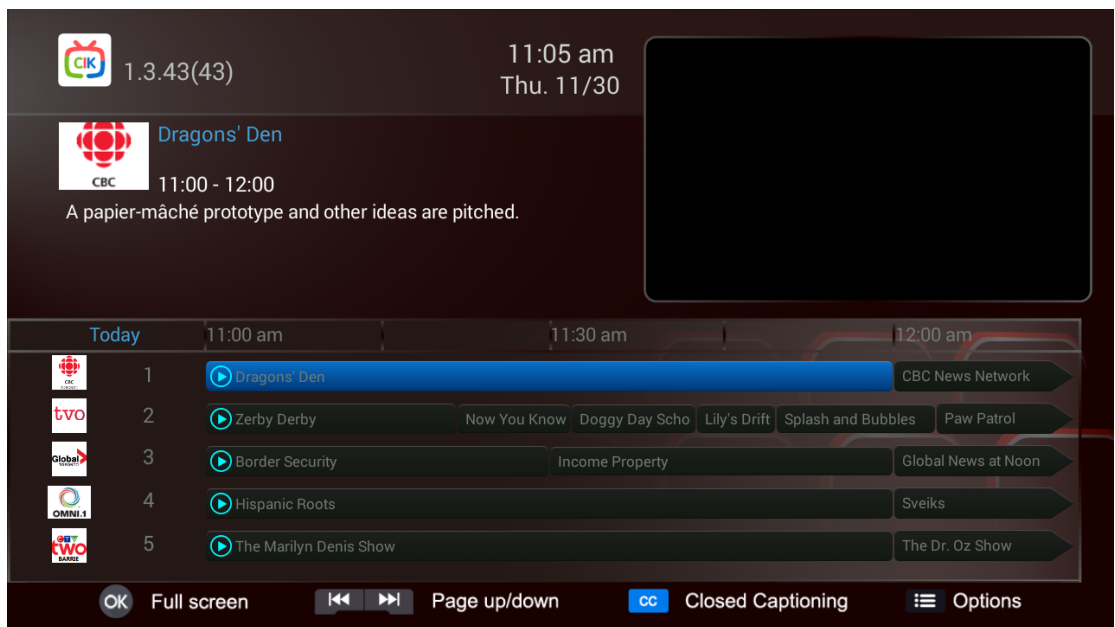 CIK
1.3.43(43)
11:05 am
Thu. 11/30
CBC
Dragons' Den
11:00 - 12:00
A papier-mâché prototype and other ideas are pitched.
Today 11:00 am 11:30 am 12:00 am
CBC
1 Dragons' Den CBC News Network
tvo 2 Zerby Derby Now You Know Doggy Day Scho Lily's Drift Splash and Bubbles Paw Patrol
Global
TORONTO
3 Border Security Income Property Global News at Noon
OMNI.1 4 Hispanic Roots Sveiks
CTV
two
BARRIE
5 The Marilyn Denis Show The Dr. Oz Show
OK Full screen Page up/down CC Closed Captioning Options